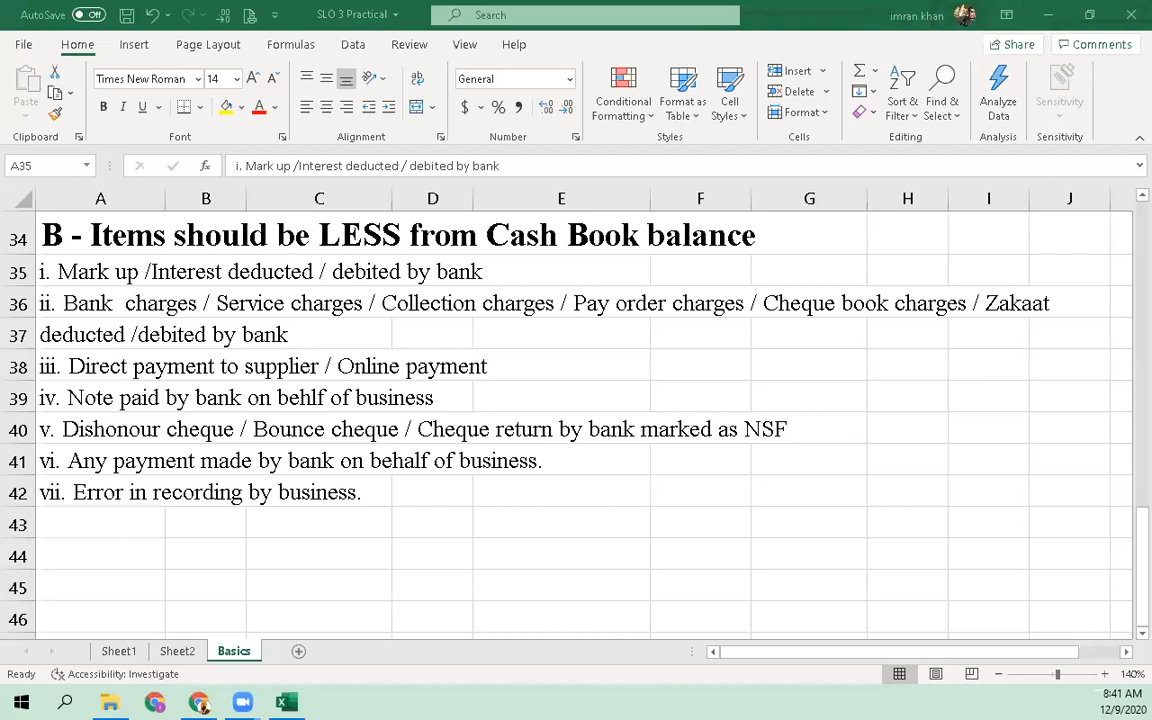 AutoSave Off SLO 3 Practical Search imran khan
File Home Insert Page Layout Formulas Data Review View Help Share Comments
Paste Times New Roman 14 General Conditional Formatting Format as Table Cell Styles Insert Delete Format Sort & Filter Find & Select Analyze Data Sensitivity
B I U A $ % ,
Clipboard Font Alignment Number Styles Cells Editing Analysis Sensitivity
A35 fx i. Mark up /Interest deducted / debited by bank
A B C D E F G H I J
34 B - Items should be LESS from Cash Book balance
35 i. Mark up /Interest deducted / debited by bank
36 ii. Bank  charges / Service charges / Collection charges / Pay order charges / Cheque book charges / Zakaat
37 deducted /debited by bank
38 iii. Direct payment to supplier / Online payment
39 iv. Note paid by bank on behlf of business
40 v. Dishonour cheque / Bounce cheque / Cheque return by bank marked as NSF
41 vi. Any payment made by bank on behalf of business.
42 vii. Error in recording by business.
43
44
45
46
Sheet1 Sheet2 Basics
Ready Accessibility: Investigate 140%
8:41 AM
12/9/2020